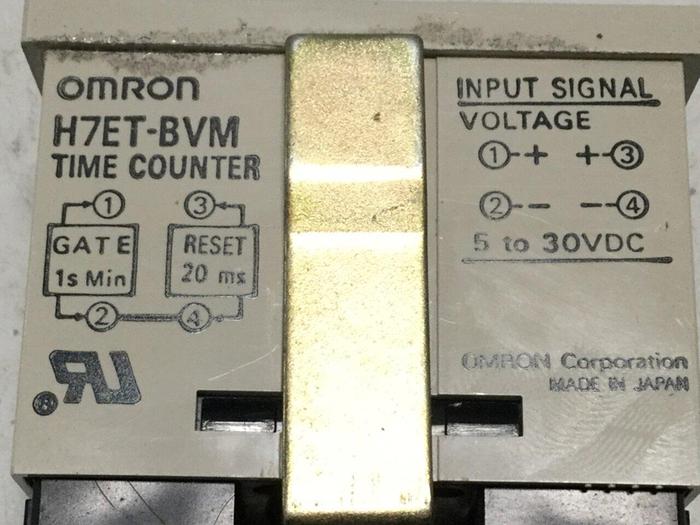 OMRON
H7ET-BVM
TIME COUNTER
1 3
GATE
1s Min
RESET
20 ms
2 4
INPUT SIGNAL
VOLTAGE
1-+ +-3
2-- --4
5 to 30VDC
OMRON Corporation
MADE IN JAPAN
RU®